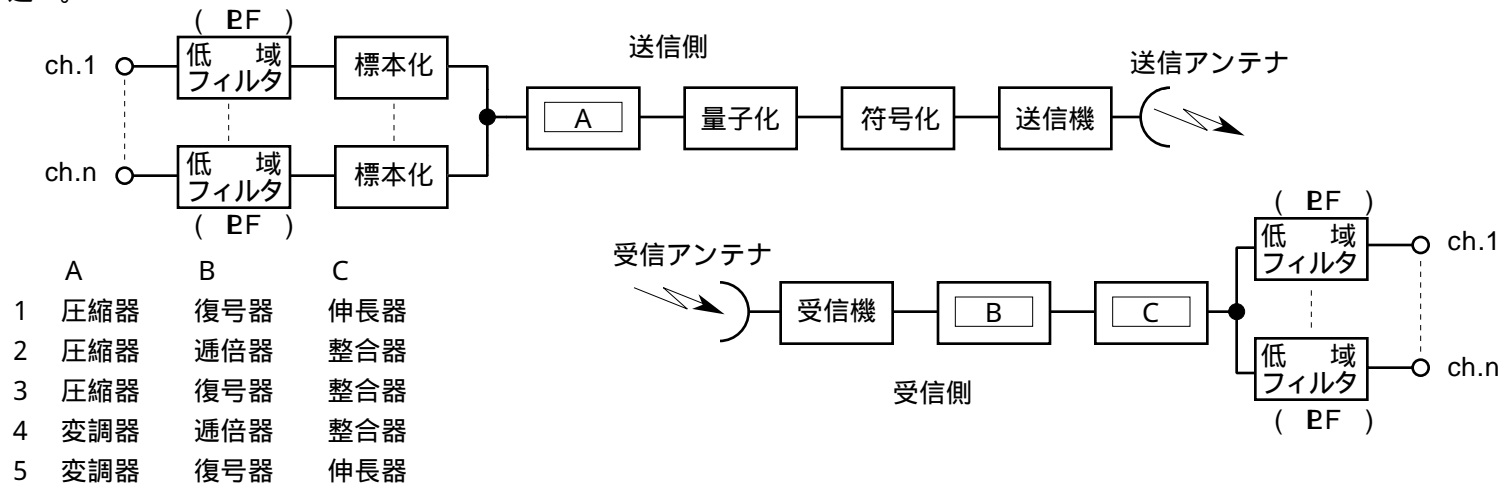 ( LPF )
低域フィルタ
ch.1
標本化
送信側
送信アンテナ
A
量子化
符号化
送信機
ch.n
低域フィルタ
標本化
( LPF )
( LPF )
低域フィルタ
ch.1
受信アンテナ
受信機
B
C
低域フィルタ
ch.n
( LPF )
受信側
A B C
1 圧縮器 復号器 伸長器
2 圧縮器 逓倍器 整合器
3 圧縮器 復号器 整合器
4 変調器 逓倍器 整合器
5 変調器 復号器 伸長器